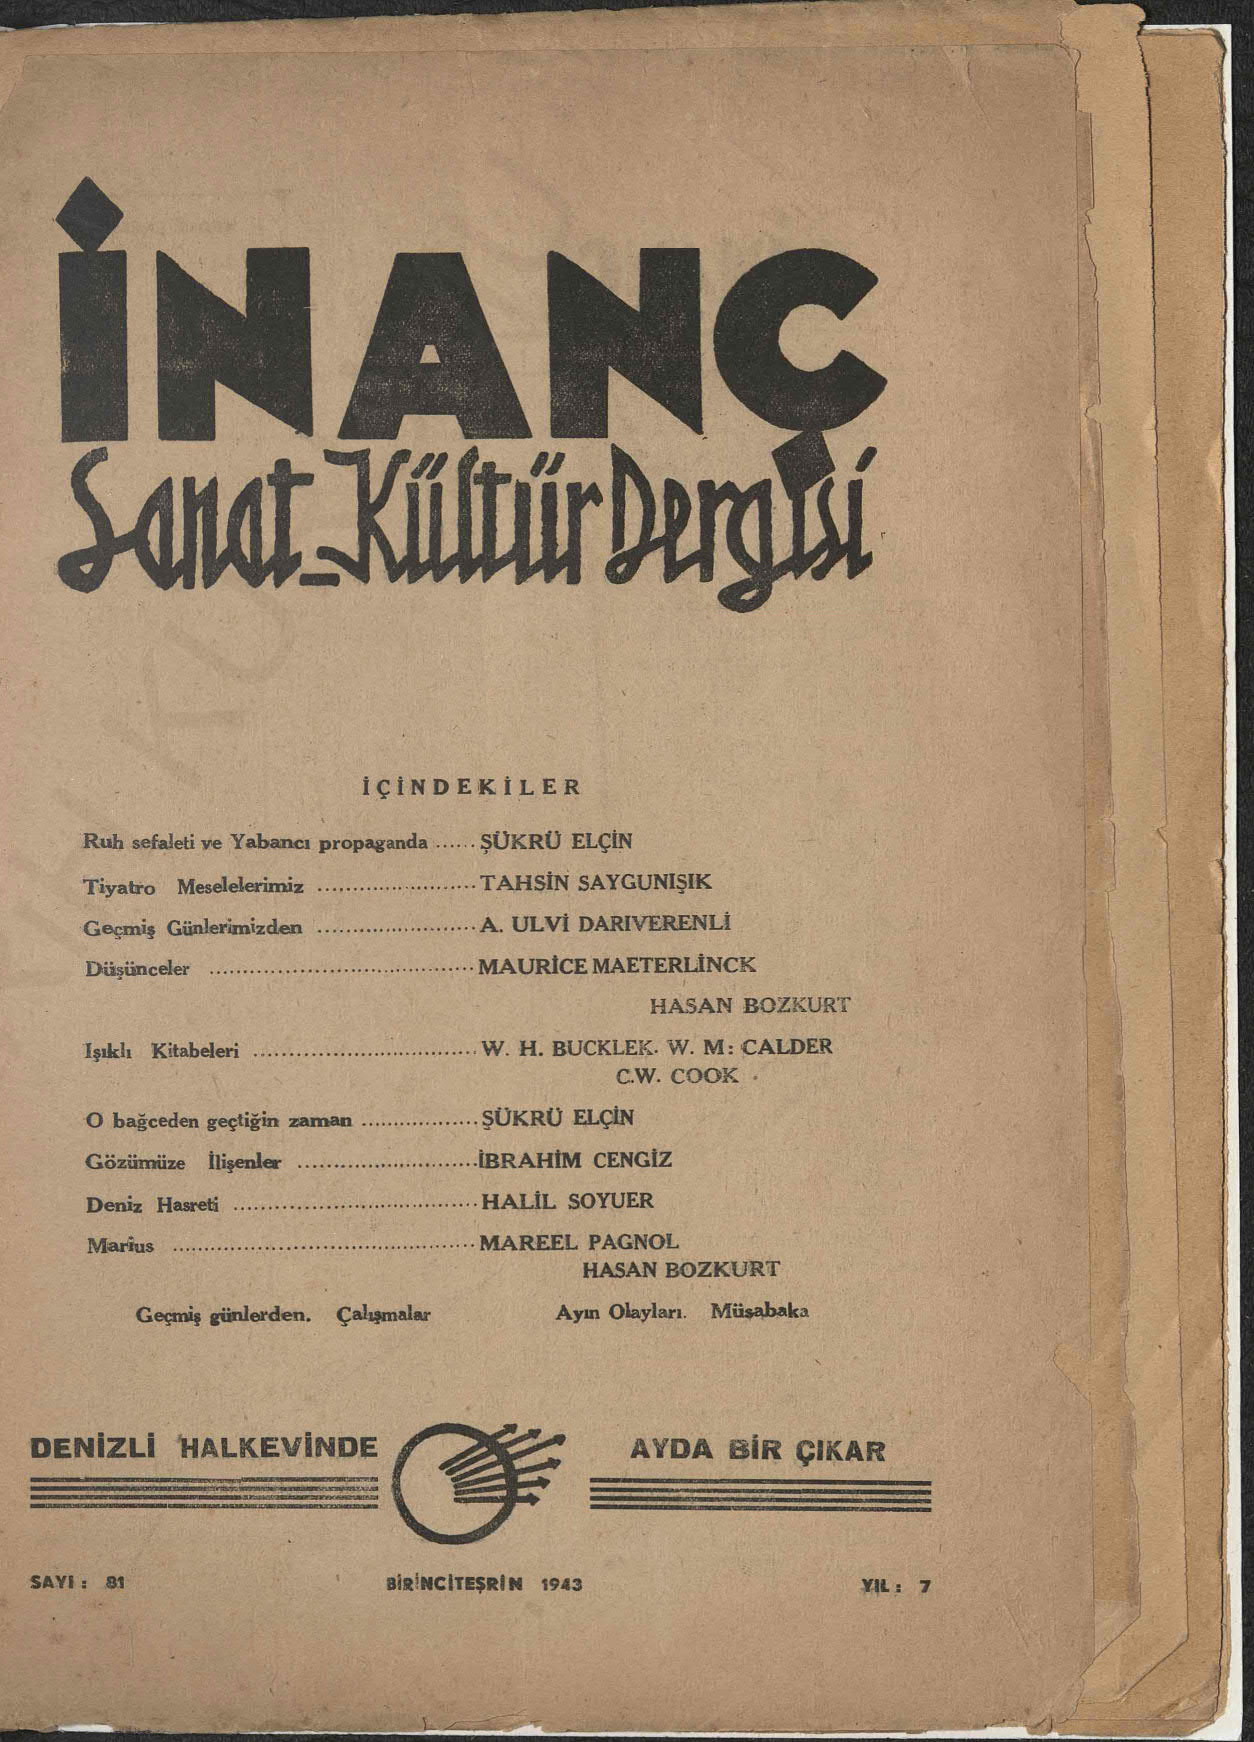 İNANÇ
Sanat-Kültür Dergisi
İÇİNDEKİLER
Ruh sefaleti ve Yabancı propaganda ...... ŞÜKRÜ ELÇİN
Tiyatro Meselelerimiz ......................... TAHSİN SAYGUNIŞIK
Geçmiş Günlerimizden ......................... A. ULVİ DARIVERENLİ
Düşünceler ......................................... MAURİCE MAETERLİNCK
HASAN BOZKURT
Işıklı Kitabeleri .................................. W. H. BUCKLEK. W. M: CALDER
C.W. COOK .
O bağceden geçtiğin zaman ................... ŞÜKRÜ ELÇİN
Gözümüze İlişenler ............................ İBRAHİM CENGİZ
Deniz Hasreti ...................................... HALİL SOYUER
Marius ............................................... MAREEL PAGNOL
HASAN BOZKURT
Geçmiş günlerden. Çalışmalar Ayın Olayları. Müsabaka
DENİZLİ HALKEVİNDE AYDA BİR ÇIKAR
SAYI : 81 BİRİNCİTEŞRİN 1943 YIL : 7